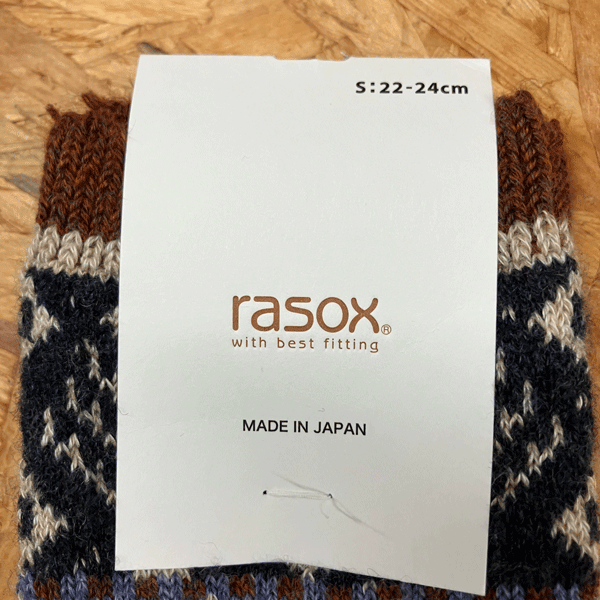 S:22-24cm
rasox®
with best fitting
MADE IN JAPAN